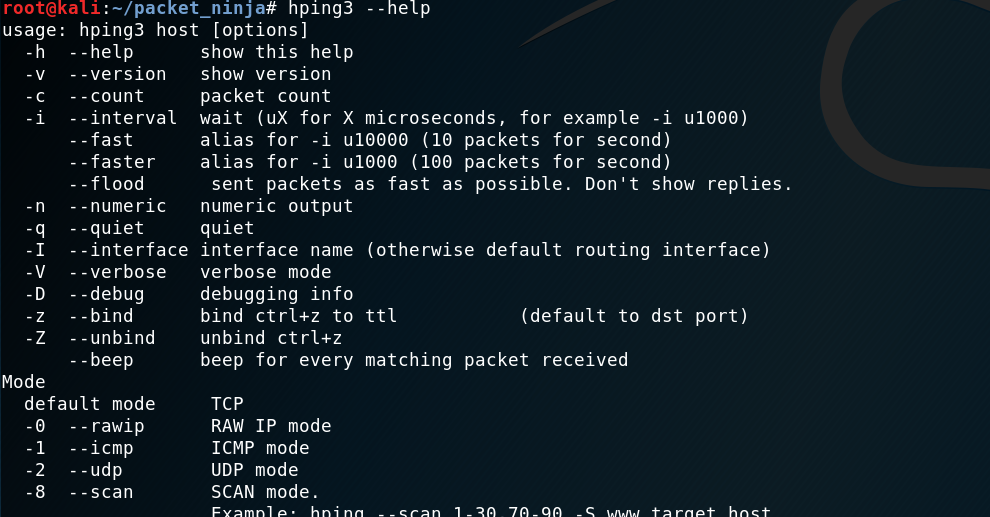 root@kali:~/packet_ninja# hping3 --help
usage: hping3 host [options]
  -h  --help      show this help
  -v  --version   show version
  -c  --count     packet count
  -i  --interval  wait (uX for X microseconds, for example -i u1000)
      --fast      alias for -i u10000 (10 packets for second)
      --faster    alias for -i u1000 (100 packets for second)
      --flood      sent packets as fast as possible. Don't show replies.
  -n  --numeric   numeric output
  -q  --quiet     quiet
  -I  --interface interface name (otherwise default routing interface)
  -V  --verbose   verbose mode
  -D  --debug     debugging info
  -z  --bind      bind ctrl+z to ttl           (default to dst port)
  -Z  --unbind    unbind ctrl+z
      --beep      beep for every matching packet received
Mode
  default mode     TCP
  -0  --rawip      RAW IP mode
  -1  --icmp       ICMP mode
  -2  --udp        UDP mode
  -8  --scan       SCAN mode.
                   Example: hping --scan 1-30,70-90 -S www.target.host